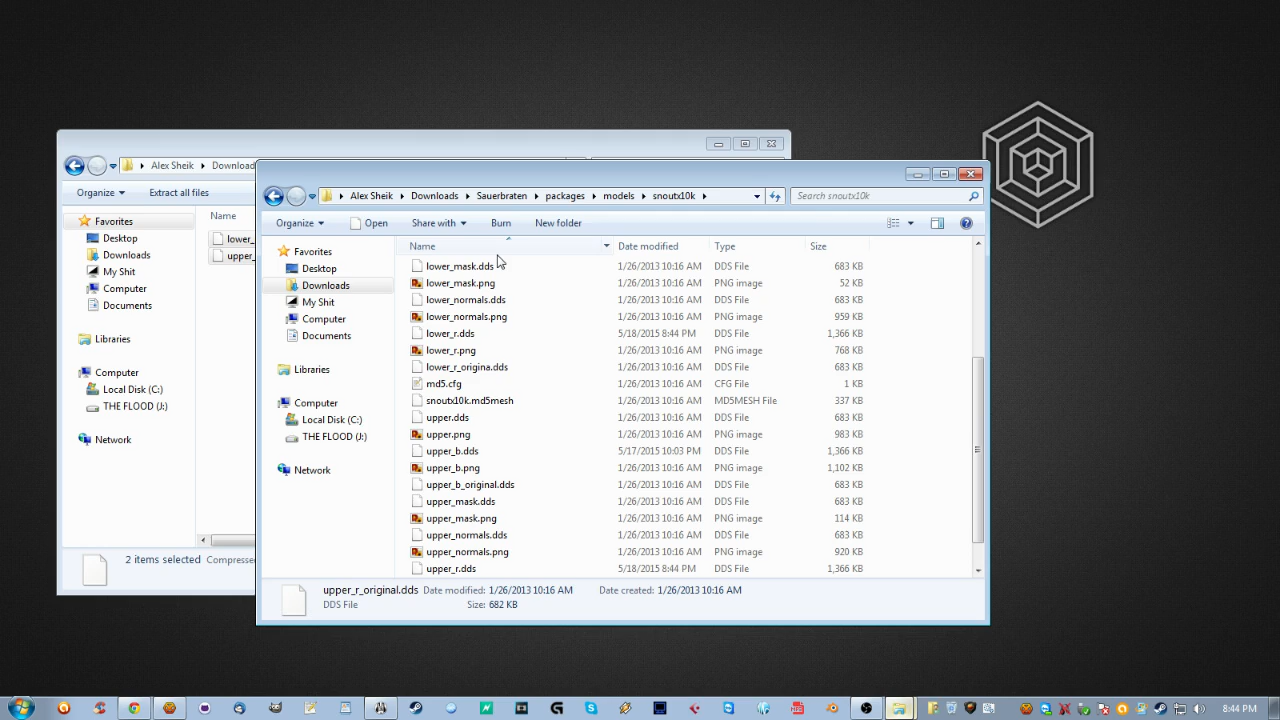 Alex Sheik
Download
Organize
Extract all files
Favorites
Desktop
Downloads
My Shit
Computer
Documents
Libraries
Computer
Local Disk (C:)
THE FLOOD (J:)
Network
Name
lower_
upper_
2 items selected
Compresse
Alex Sheik
Downloads
Sauerbraten
packages
models
snoutx10k
Search snoutx10k
Organize
Open
Share with
Burn
New folder
Favorites
Desktop
Downloads
My Shit
Computer
Documents
Libraries
Computer
Local Disk (C:)
THE FLOOD (J:)
Network
Name Date modified Type Size
lower_mask.dds 1/26/2013 10:16 AM DDS File 683 KB
lower_mask.png 1/26/2013 10:16 AM PNG image 52 KB
lower_normals.dds 1/26/2013 10:16 AM DDS File 683 KB
lower_normals.png 1/26/2013 10:16 AM PNG image 959 KB
lower_r.dds 5/18/2015 8:44 PM DDS File 1,366 KB
lower_r.png 1/26/2013 10:16 AM PNG image 768 KB
lower_r_origina.dds 1/26/2013 10:16 AM DDS File 683 KB
md5.cfg 1/26/2013 10:16 AM CFG File 1 KB
snoutx10k.md5mesh 1/26/2013 10:16 AM MD5MESH File 337 KB
upper.dds 1/26/2013 10:16 AM DDS File 683 KB
upper.png 1/26/2013 10:16 AM PNG image 983 KB
upper_b.dds 5/17/2015 10:03 PM DDS File 1,366 KB
upper_b.png 1/26/2013 10:16 AM PNG image 1,102 KB
upper_b_original.dds 1/26/2013 10:16 AM DDS File 683 KB
upper_mask.dds 1/26/2013 10:16 AM DDS File 683 KB
upper_mask.png 1/26/2013 10:16 AM PNG image 114 KB
upper_normals.dds 1/26/2013 10:16 AM DDS File 683 KB
upper_normals.png 1/26/2013 10:16 AM PNG image 920 KB
upper_r.dds 5/18/2015 8:44 PM DDS File 1,366 KB
upper_r_original.dds Date modified: 1/26/2013 10:16 AM Date created: 1/26/2013 10:16 AM
DDS File Size: 682 KB
8:44 PM